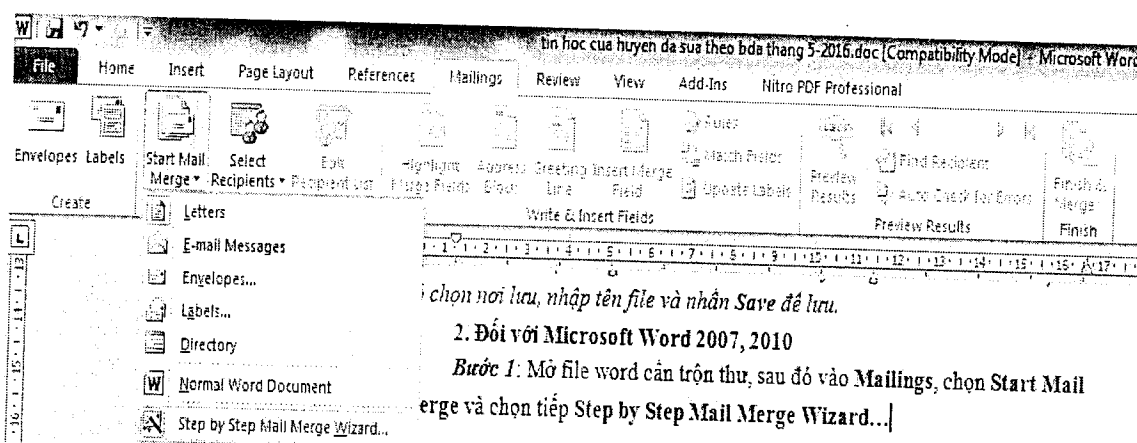 tin hoc cua huyen da sua theo bda thang 5-2016.doc [Compatibility Mode] - Microsoft Word
File Home Insert Page Layout References Mailings Review View Add-Ins Nitro PDF Professional
Envelopes Labels Start Mail Merge Select Recipients Edit Recipient List Highlight Merge Fields Address Block Greeting Line Insert Merge Field
Rules
Match Fields
Update Labels
Preview Results
Find Recipient
Auto Check for Errors
Finish & Merge
Create Write & Insert Fields Preview Results Finish
Letters
E-mail Messages
Envelopes...
Labels...
Directory
Normal Word Document
Step by Step Mail Merge Wizard...
chọn nơi lưu, nhập tên file và nhấn Save để lưu.
2. Đối với Microsoft Word 2007, 2010
Bước 1: Mở file word cần trộn thư, sau đó vào Mailings, chọn Start Mail
erge và chọn tiếp Step by Step Mail Merge Wizard...